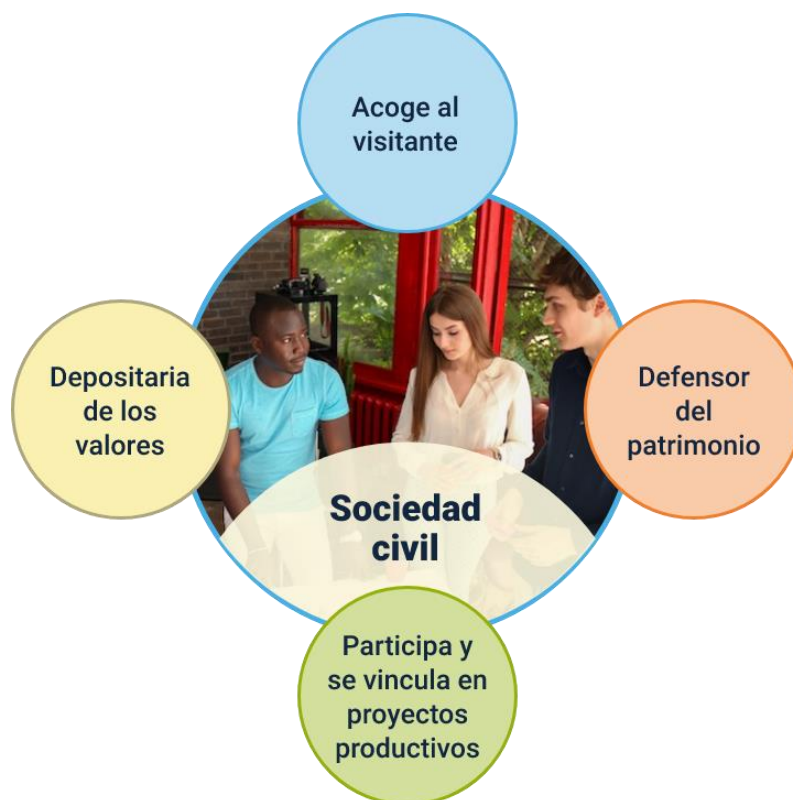 Acoge al
visitante
Depositaria
de los
valores
Defensor
del
patrimonio
Sociedad
civil
Participa y
se vincula en
proyectos
productivos